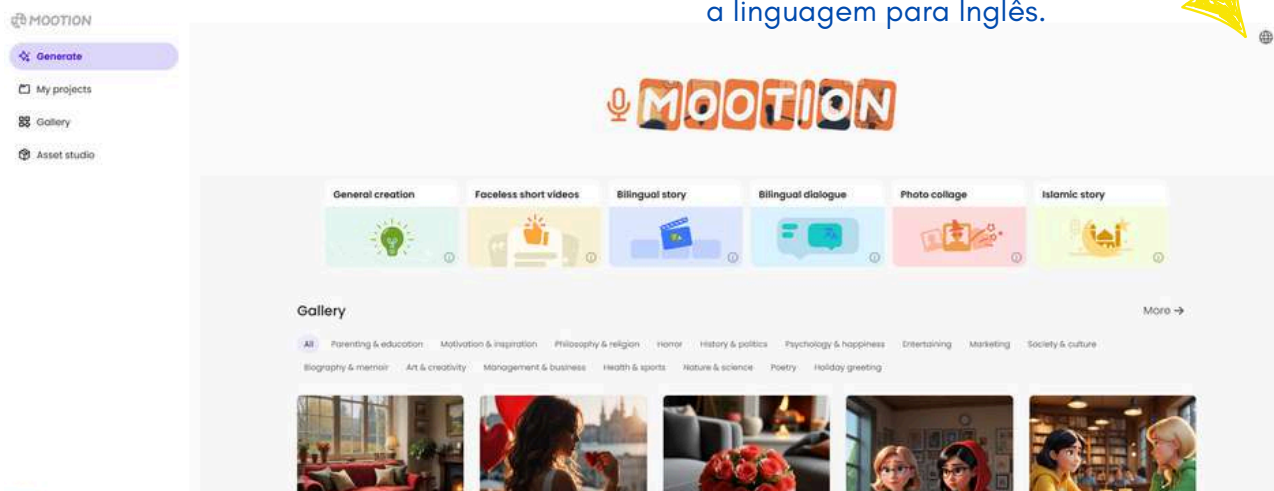 a linguagem para Inglês.
MOOTION
Generate
My projects
Gallery
Asset studio
MOOTION
General creation
Faceless short videos
Bilingual story
Bilingual dialogue
Photo collage
Islamic story
Gallery
More →
All Parenting & education Motivation & inspiration Philosophy & religion Horror History & politics Psychology & happiness Entertaining Marketing Society & culture
Biography & memoir Art & creativity Management & business Health & sports Nature & science Poetry Holiday greeting